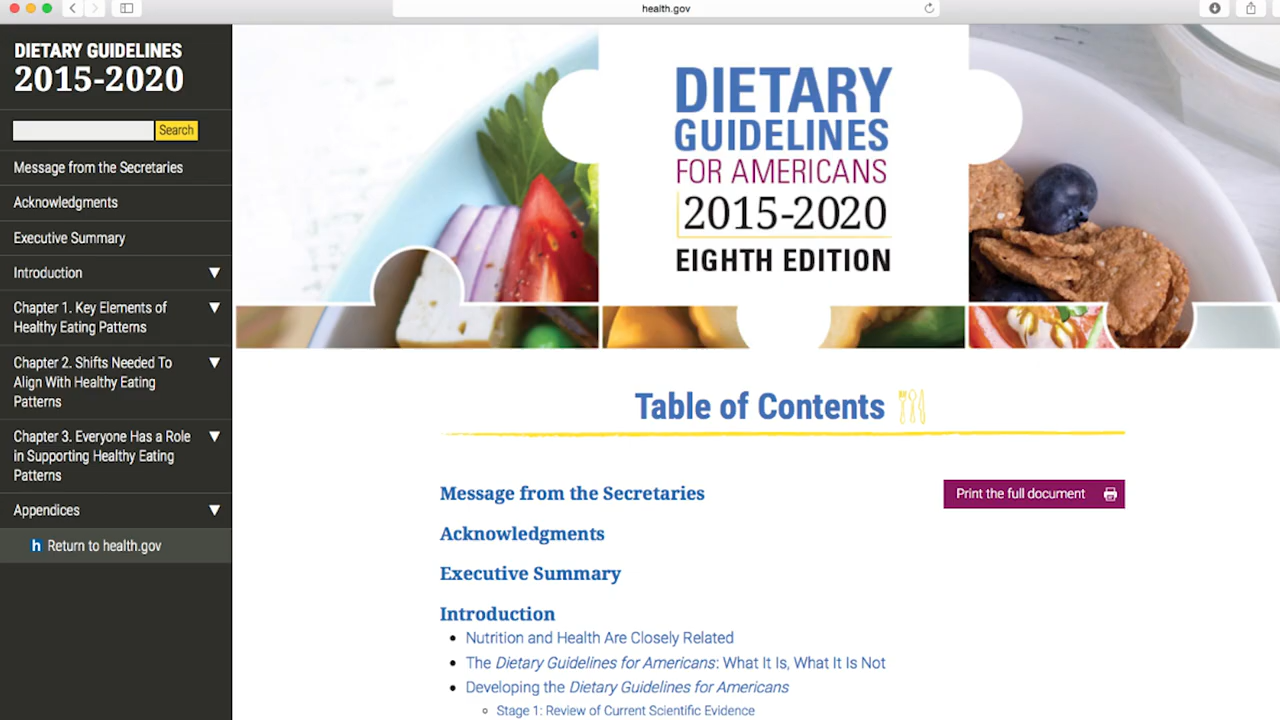 health.gov
DIETARY GUIDELINES
2015-2020
Search
Message from the Secretaries
Acknowledgments
Executive Summary
Introduction
Chapter 1. Key Elements of
Healthy Eating Patterns
Chapter 2. Shifts Needed To
Align With Healthy Eating
Patterns
Chapter 3. Everyone Has a Role
in Supporting Healthy Eating
Patterns
Appendices
h Return to health.gov
DIETARY
GUIDELINES
FOR AMERICANS
2015-2020
EIGHTH EDITION
Table of Contents
Message from the Secretaries
Print the full document
Acknowledgments
Executive Summary
Introduction
Nutrition and Health Are Closely Related
The Dietary Guidelines for Americans: What It Is, What It Is Not
Developing the Dietary Guidelines for Americans
Stage 1: Review of Current Scientific Evidence